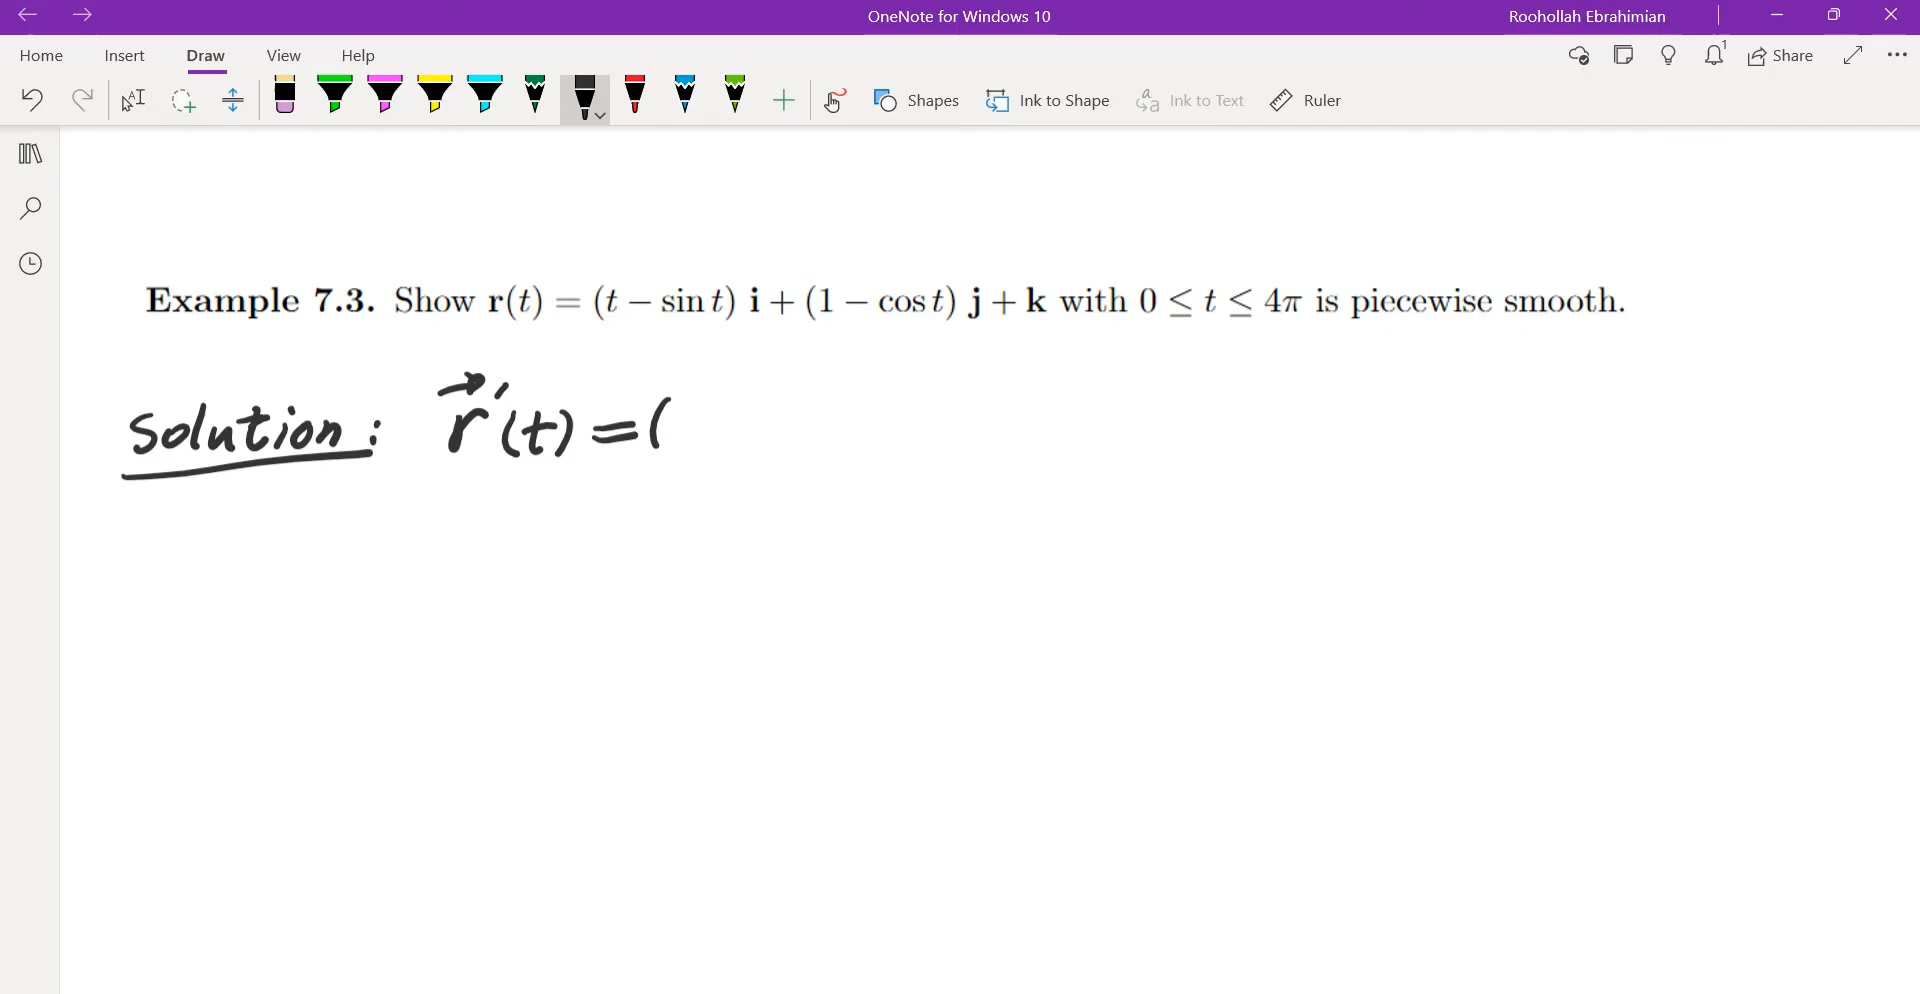 OneNote for Windows 10
Roohollah Ebrahimian
Home Insert Draw View Help
1
Share
Shapes
Ink to Shape
Ink to Text
Ruler
Example 7.3. Show r(t) = (t − sin t) i + (1 − cos t) j + k with 0 ≤ t ≤ 4π is piecewise smooth.
Solution: r⃗′(t) = (